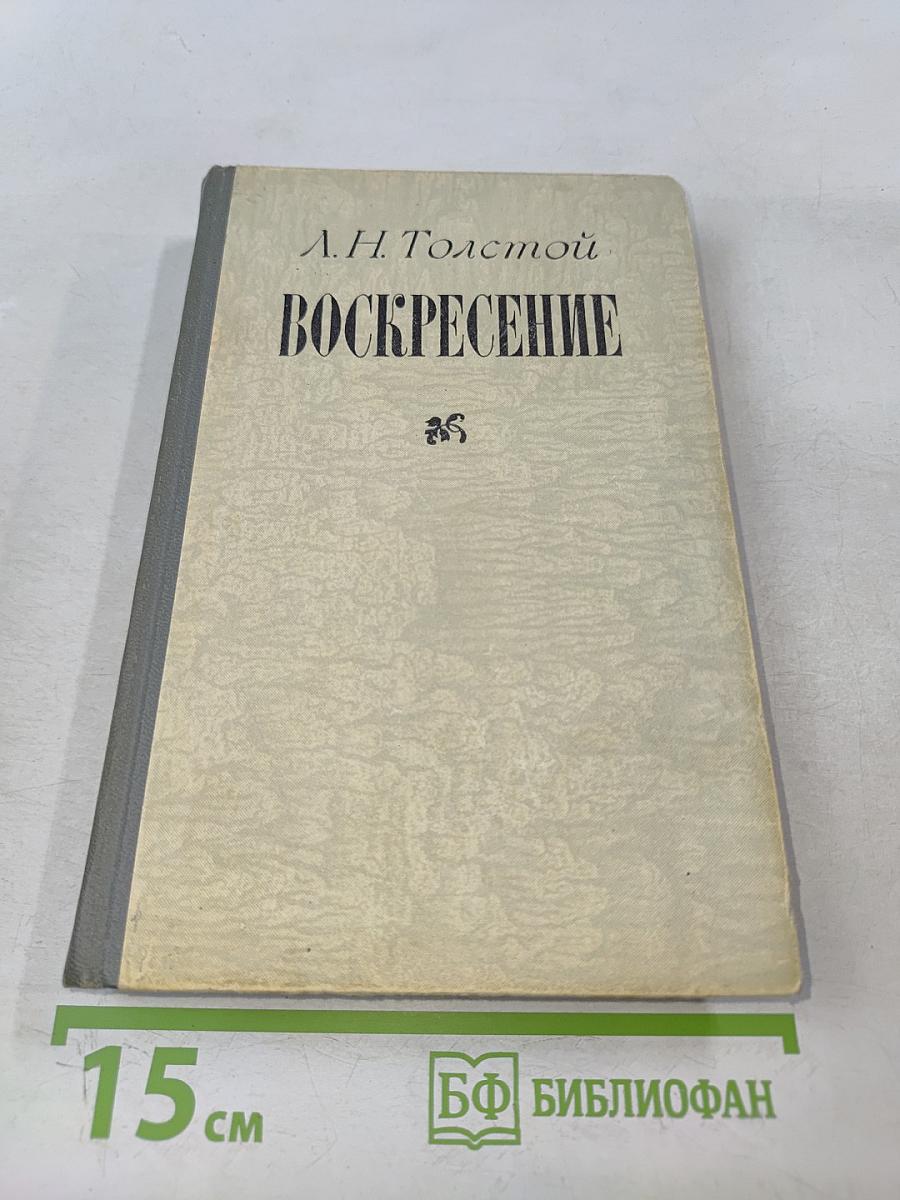 Л. Н. Толстой
ВОСКРЕСЕНИЕ
15 см
БФ БИБЛИОФАН